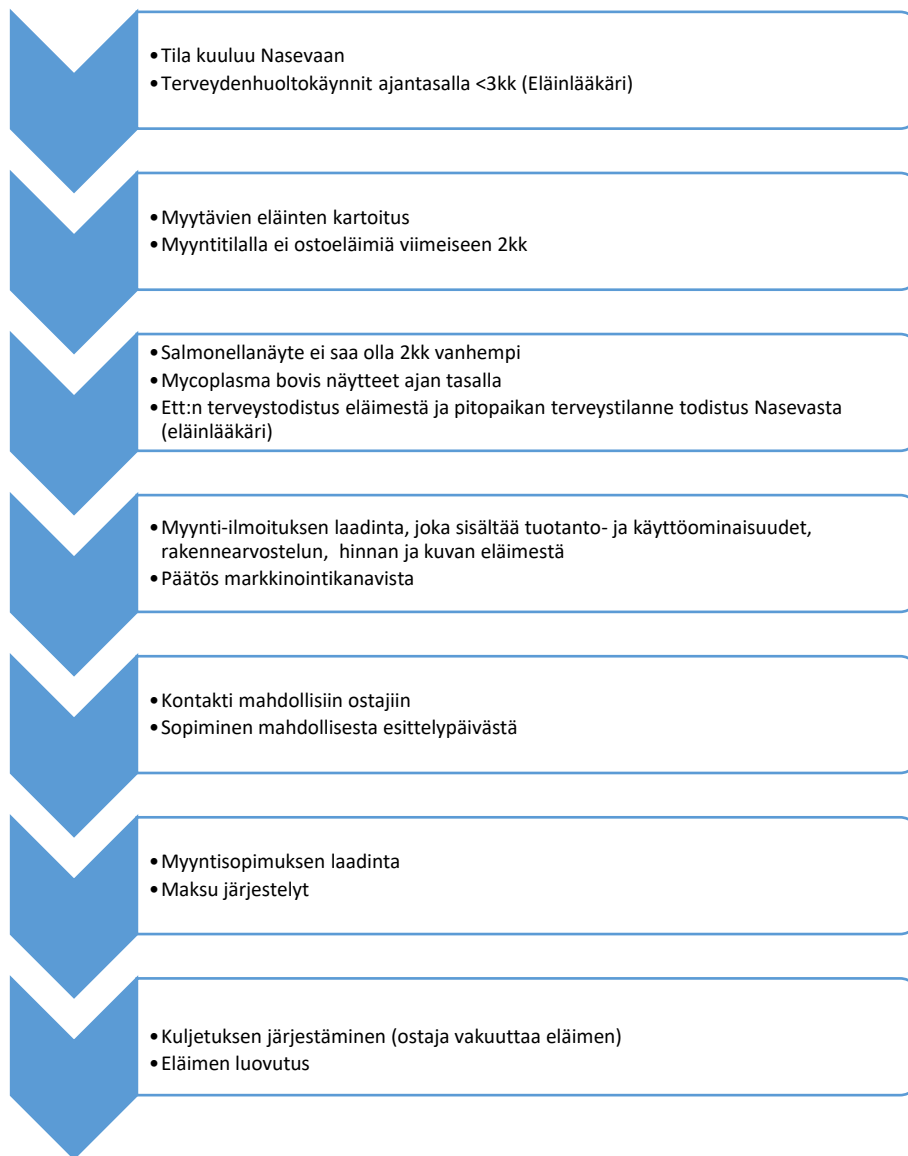 •Tila kuuluu Nasevaan
•Terveydenhuoltokäynnit ajantasalla <3kk (Eläinlääkäri)
•Myytävien eläinten kartoitus
•Myyntitilalla ei ostoeläimiä viimeiseen 2kk
•Salmonellanäyte ei saa olla 2kk vanhempi
•Mycoplasma bovis näytteet ajan tasalla
•Ett:n terveystodistus eläimestä ja pitopaikan terveystilanne todistus Nasevasta
(eläinlääkäri)
•Myynti-ilmoituksen laadinta, joka sisältää tuotanto- ja käyttöominaisuudet,
rakennearvostelun, hinnan ja kuvan eläimestä
•Päätös markkinointikanavista
•Kontakti mahdollisiin ostajiin
•Sopiminen mahdollisesta esittelypäivästä
•Myyntisopimuksen laadinta
•Maksu järjestelyt
•Kuljetuksen järjestäminen (ostaja vakuuttaa eläimen)
•Eläimen luovutus